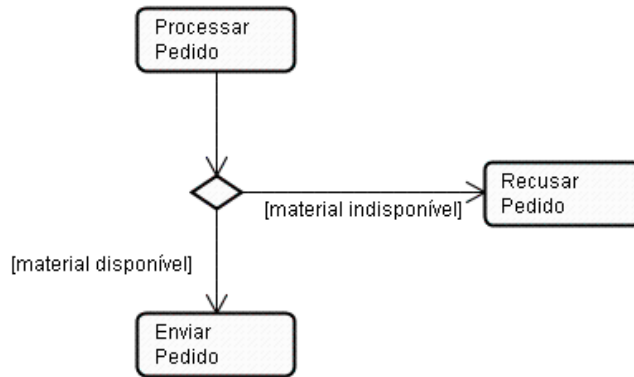 Processar
Pedido
Recusar
Pedido
[material indisponível]
[material disponível]
Enviar
Pedido